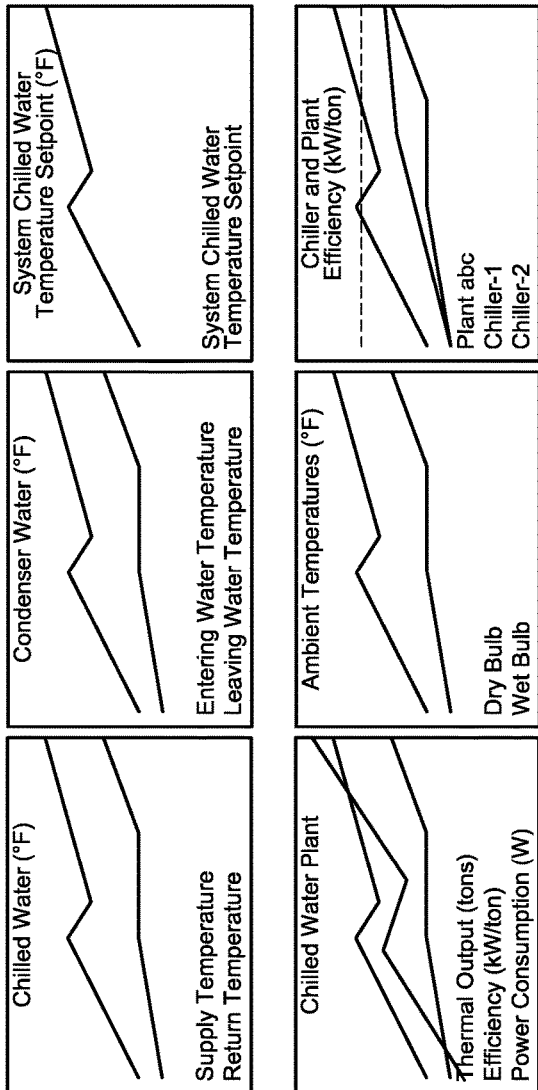 Chilled Water (°F)
Supply Temperature
Return Temperature
Condenser Water (°F)
Entering Water Temperature
Leaving Water Temperature
System Chilled Water
Temperature Setpoint (°F)
System Chilled Water
Temperature Setpoint
Chilled Water Plant
Thermal Output (tons)
Efficiency (kW/ton)
Power Consumption (W)
Ambient Temperatures (°F)
Dry Bulb
Wet Bulb
Chiller and Plant
Efficiency (kW/ton)
Plant abc
Chiller-1
Chiller-2